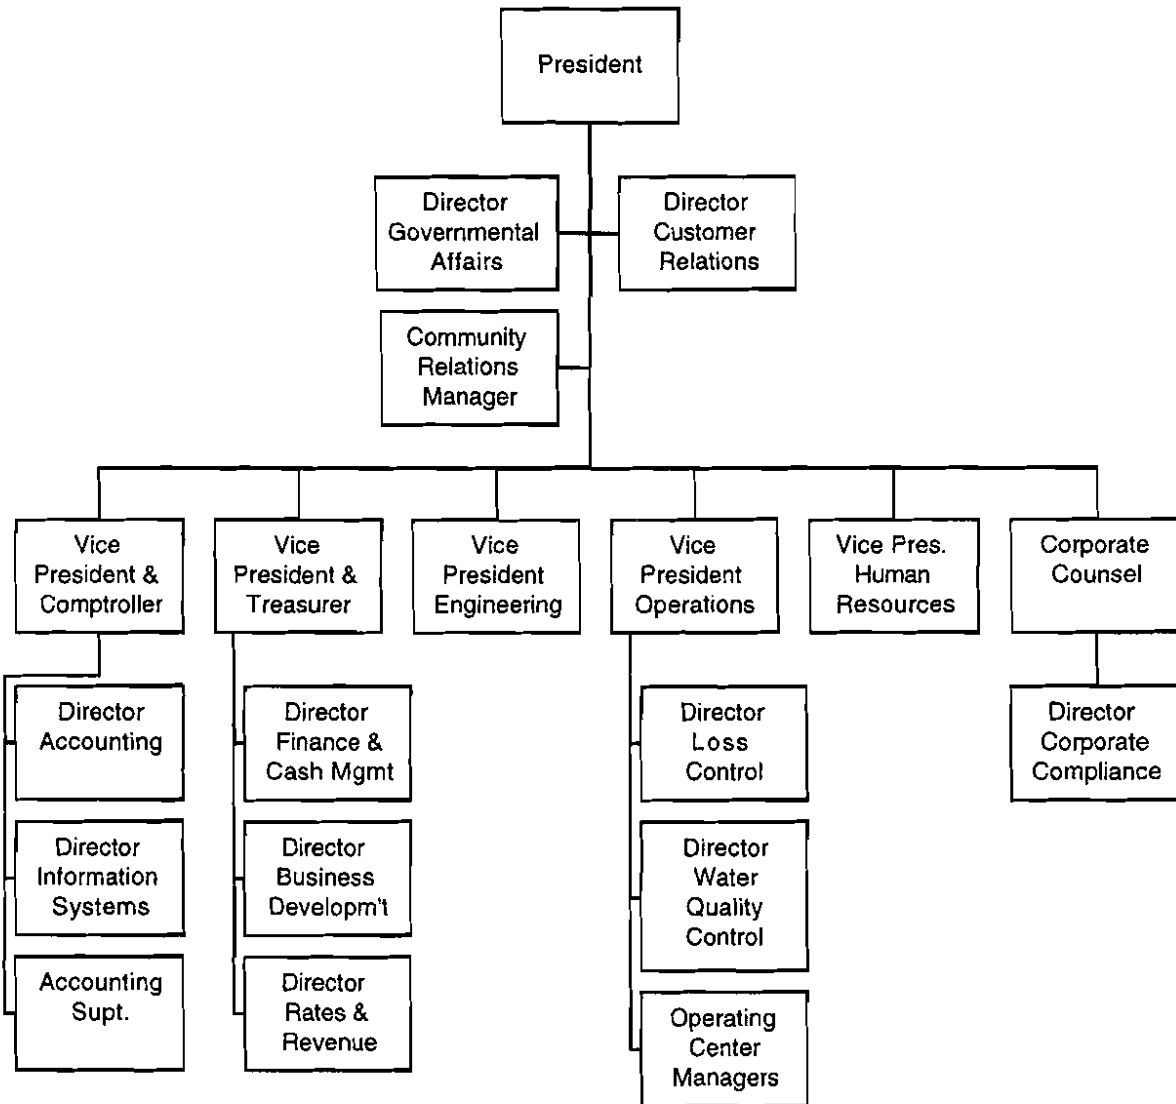 President
Director
Governmental
Affairs
Director
Customer
Relations
Community
Relations
Manager
Vice
President &
Comptroller
Vice
President &
Treasurer
Vice
President
Engineering
Vice
President
Operations
Vice Pres.
Human
Resources
Corporate
Counsel
Director
Accounting
Director
Finance &
Cash Mgmt
Director
Loss
Control
Director
Corporate
Compliance
Director
Information
Systems
Director
Business
Developm't
Director
Water
Quality
Control
Accounting
Supt.
Director
Rates &
Revenue
Operating
Center
Managers